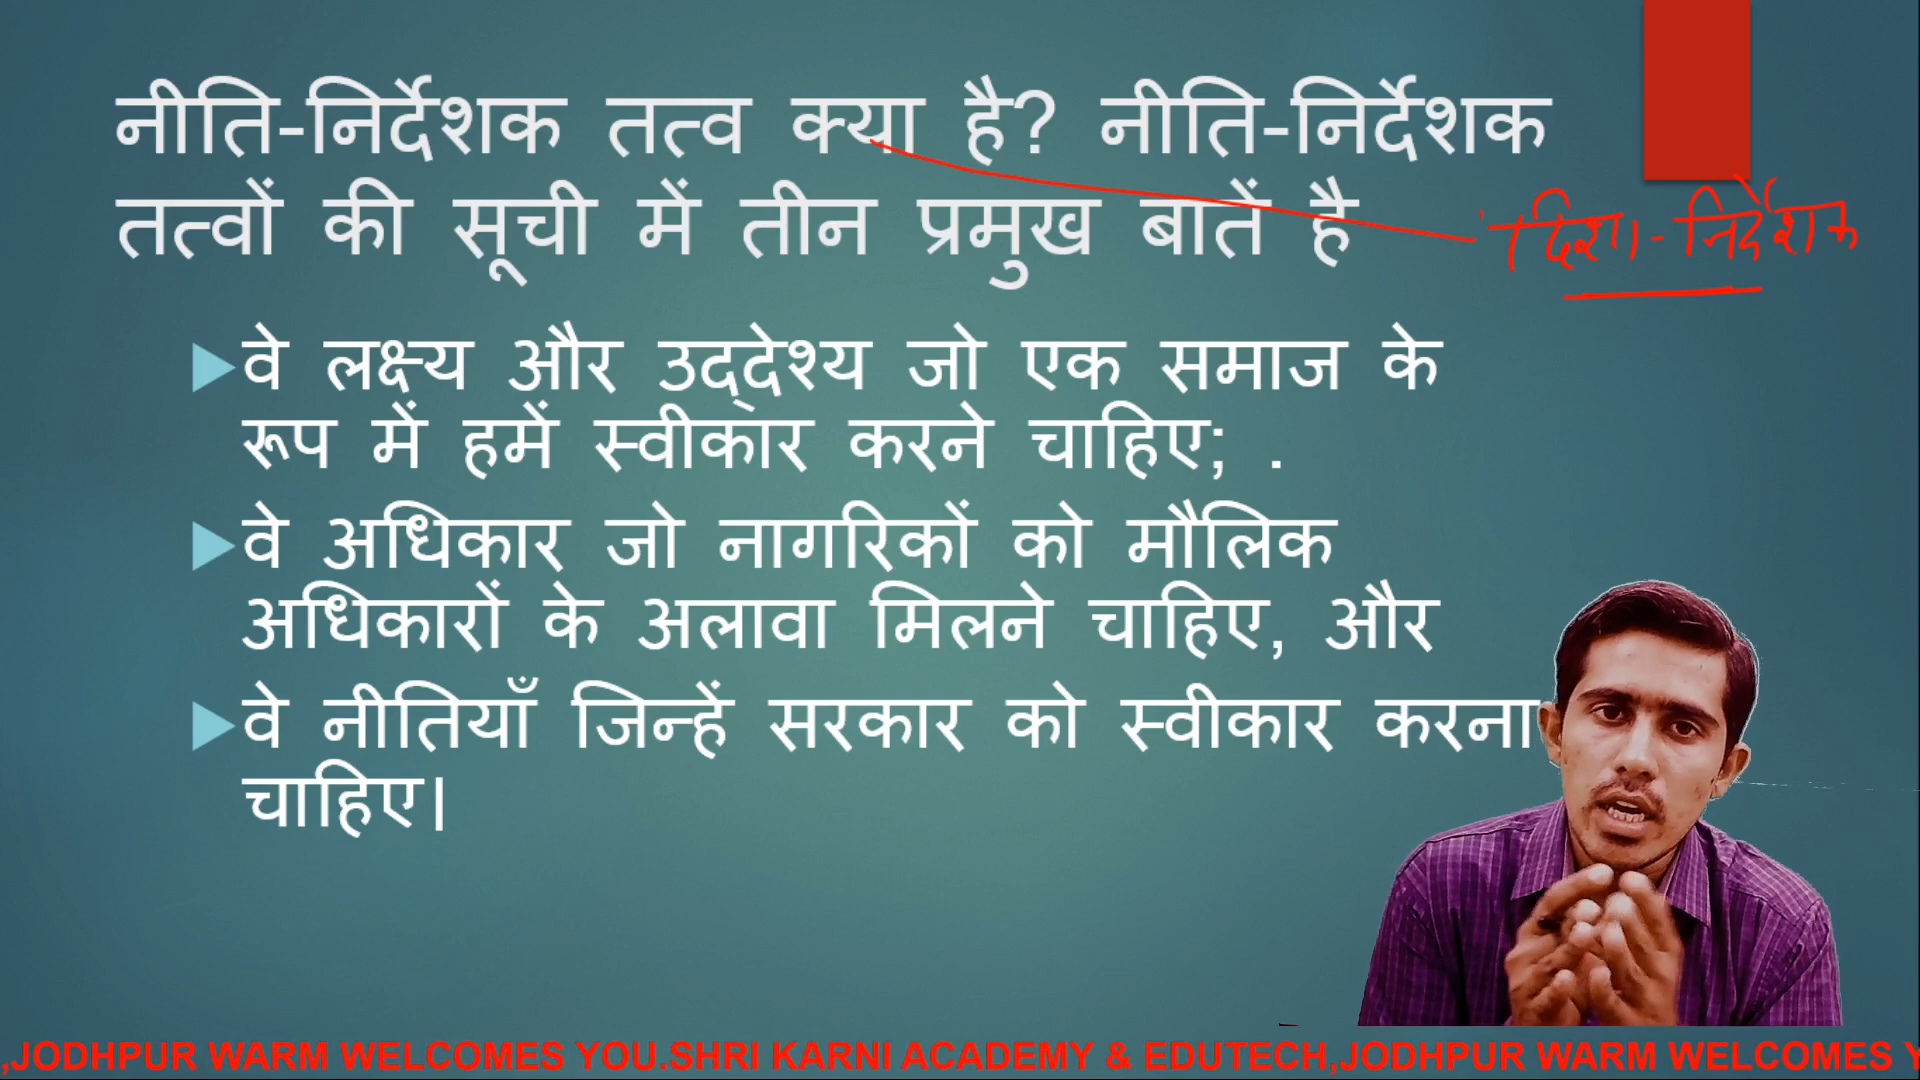 नीति-निर्देशक तत्व क्या है? नीति-निर्देशक
तत्वों की सूची में तीन प्रमुख बातें है
दिशा-निर्देशक
वे लक्ष्य और उद्देश्य जो एक समाज के
रूप में हमें स्वीकार करने चाहिए; .
वे अधिकार जो नागरिकों को मौलिक
अधिकारों के अलावा मिलने चाहिए, और
वे नीतियाँ जिन्हें सरकार को स्वीकार करना
चाहिए।
,JODHPUR WARM WELCOMES YOU.SHRI KARNI ACADEMY & EDUTECH,JODHPUR WARM WELCOMES Y